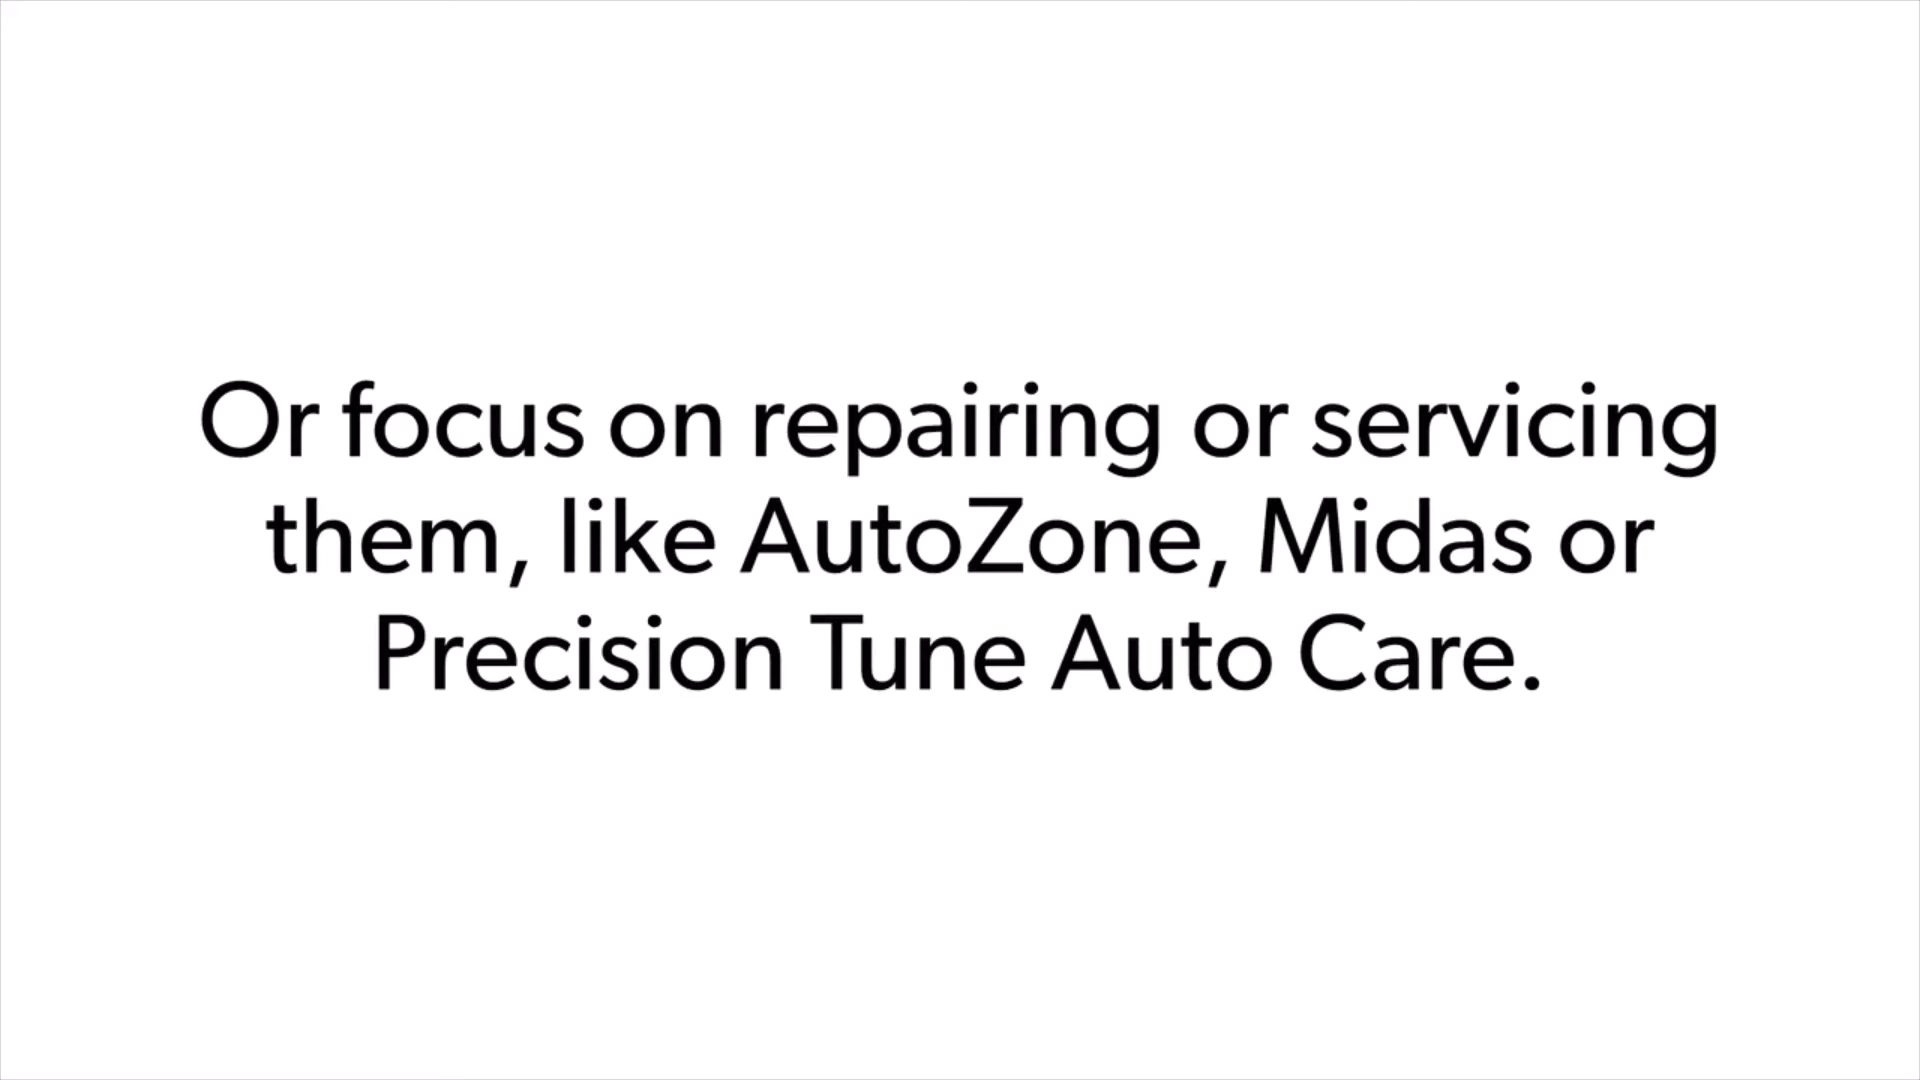 Or focus on repairing or servicing
them, like AutoZone, Midas or
Precision Tune Auto Care.